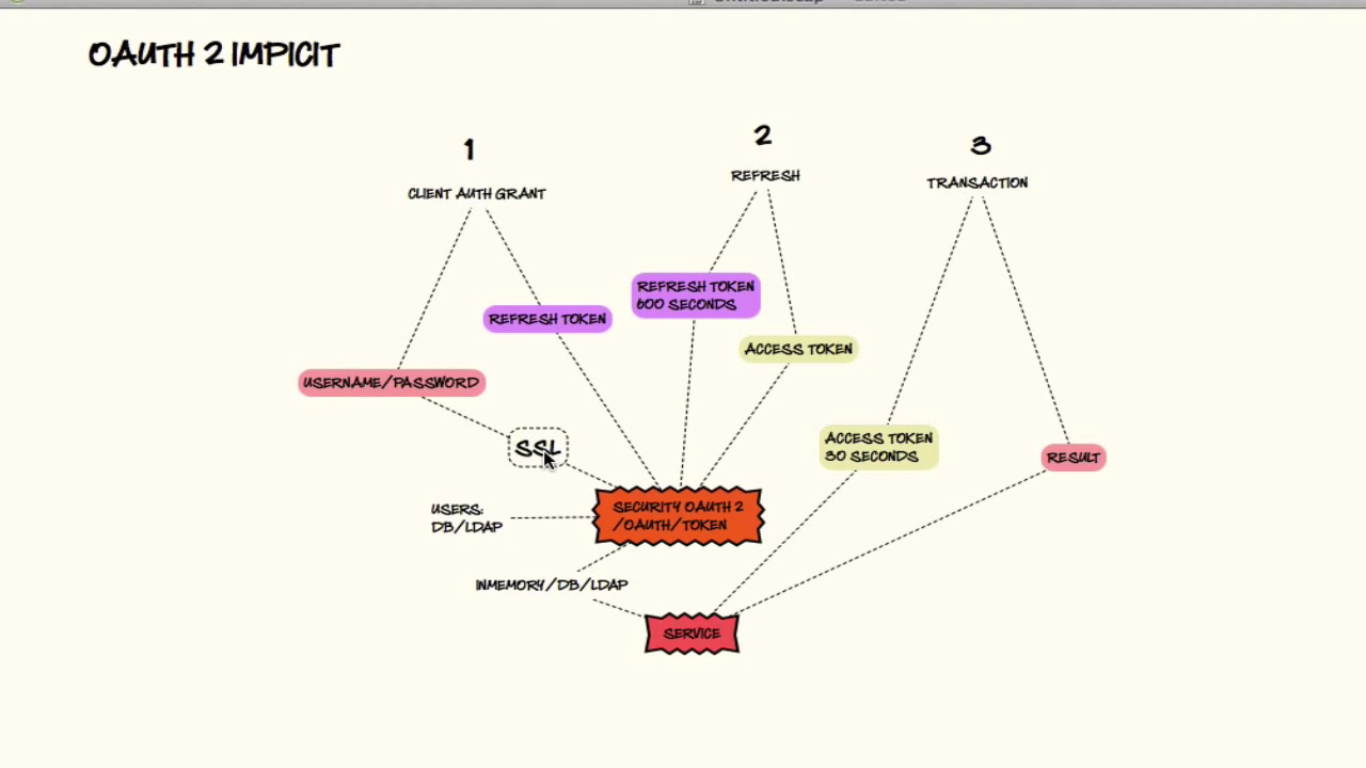 OAUTH 2 IMPICIT
1
2
3
CLIENT AUTH GRANT
REFRESH
TRANSACTION
REFRESH TOKEN
600 SECONDS
REFRESH TOKEN
ACCESS TOKEN
USERNAME/PASSWORD
SSL
ACCESS TOKEN
30 SECONDS
RESULT
SECURITY OAUTH 2
/OAUTH/TOKEN
USERS:
DB/LDAP
INMEMORY/DB/LDAP
SERVICE